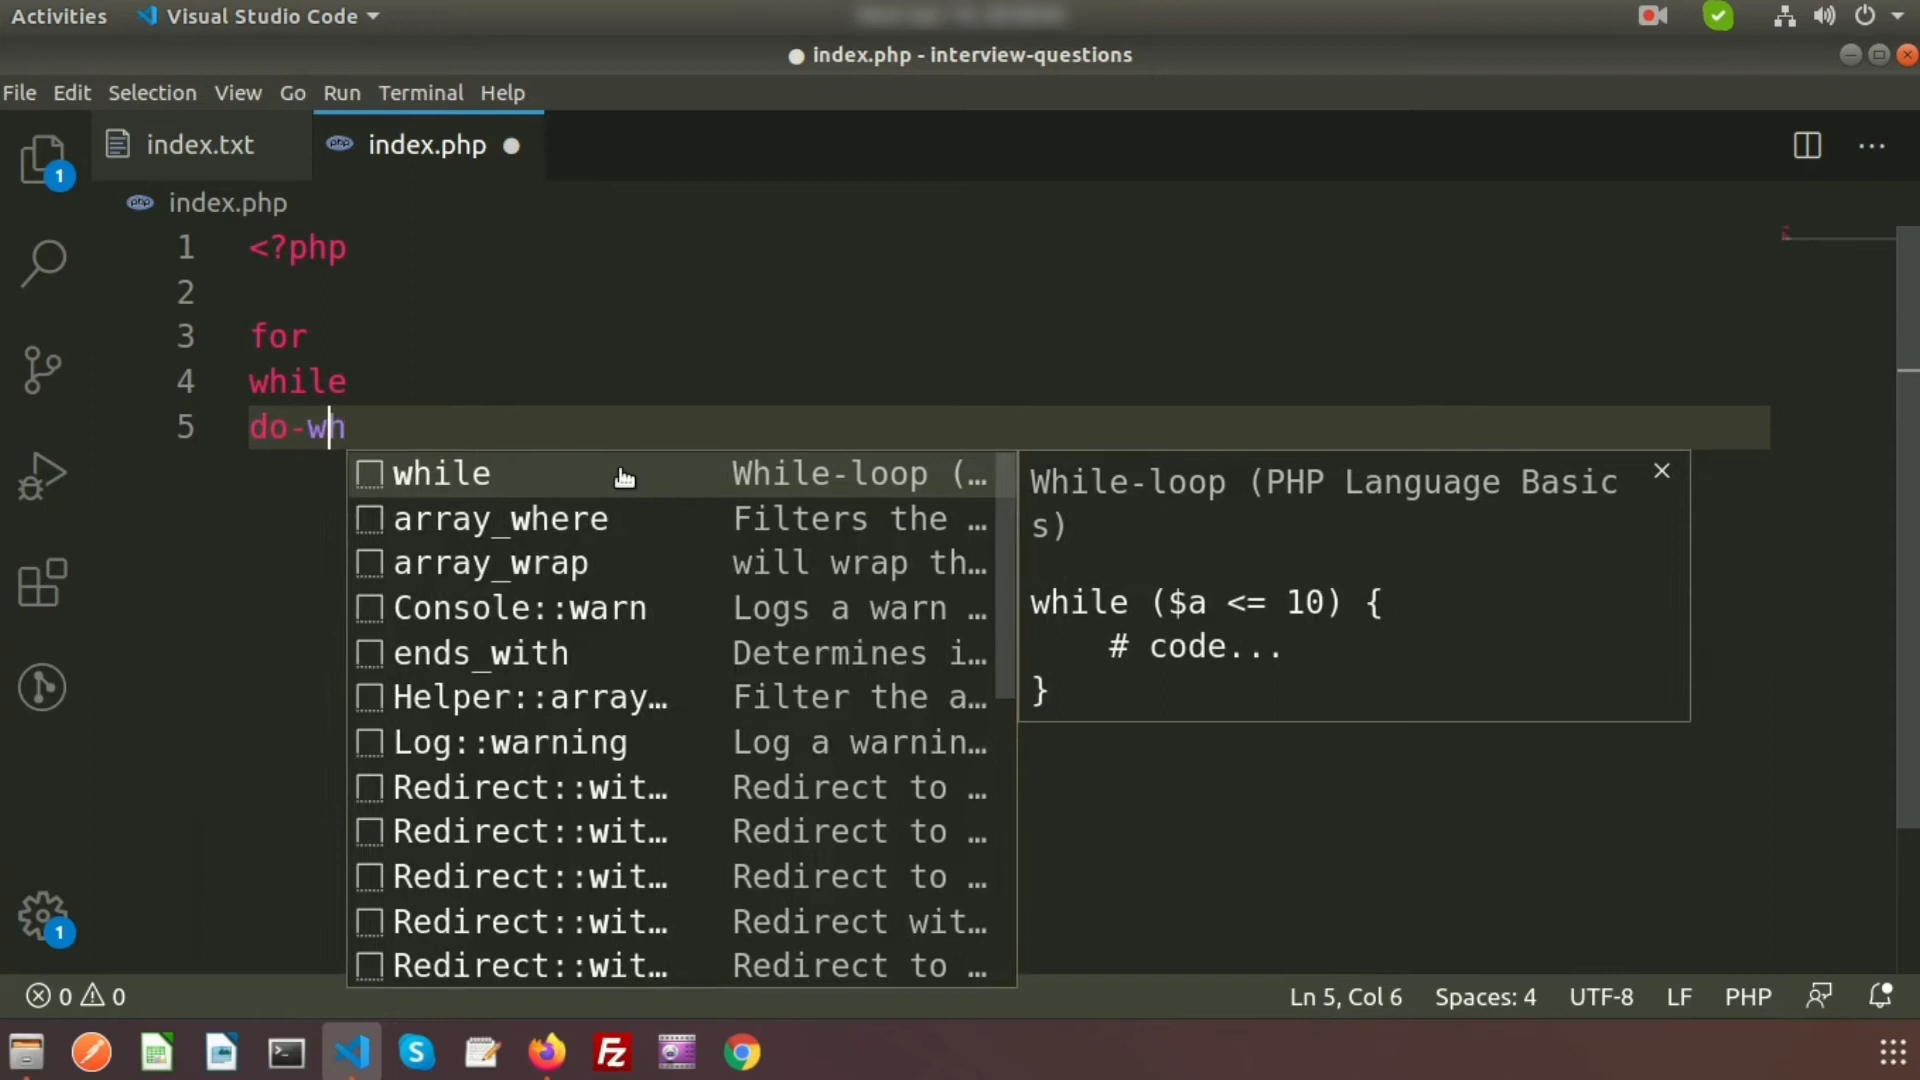 Activities Visual Studio Code
● index.php - interview-questions
File Edit Selection View Go Run Terminal Help
index.txt index.php
1
index.php
1 <?php
2
3 for
4 while
5 do-wh
while While-loop (…
array_where Filters the …
array_wrap will wrap th…
Console::warn Logs a warn …
ends_with Determines i…
Helper::array… Filter the a…
Log::warning Log a warnin…
Redirect::wit… Redirect to …
Redirect::wit… Redirect to …
Redirect::wit… Redirect to …
Redirect::wit… Redirect wit…
Redirect::wit… Redirect to …
While-loop (PHP Language Basic
s)
while ($a <= 10) {
# code...
}
1
0 0 Ln 5, Col 6 Spaces: 4 UTF-8 LF PHP